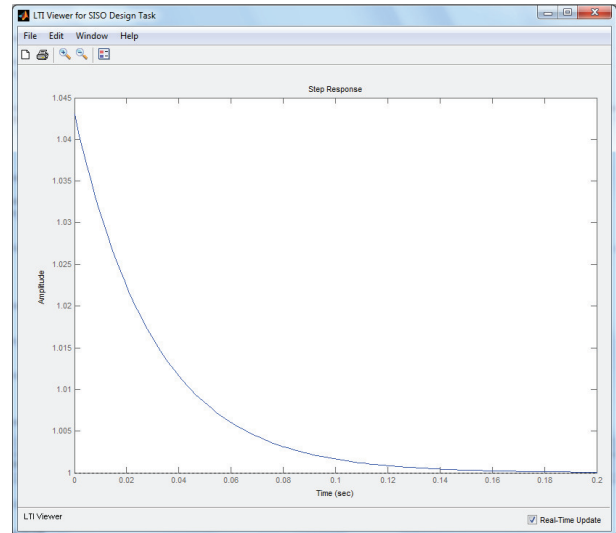 LTI Viewer for SISO Design Task
File Edit Window Help
Step Response
1.045
1.04
1.035
1.03
1.025
1.02
1.015
1.01
1.005
1
Amplitude
0 0.02 0.04 0.06 0.08 0.1 0.12 0.14 0.16 0.18 0.2
Time (sec)
LTI Viewer
Real-Time Update